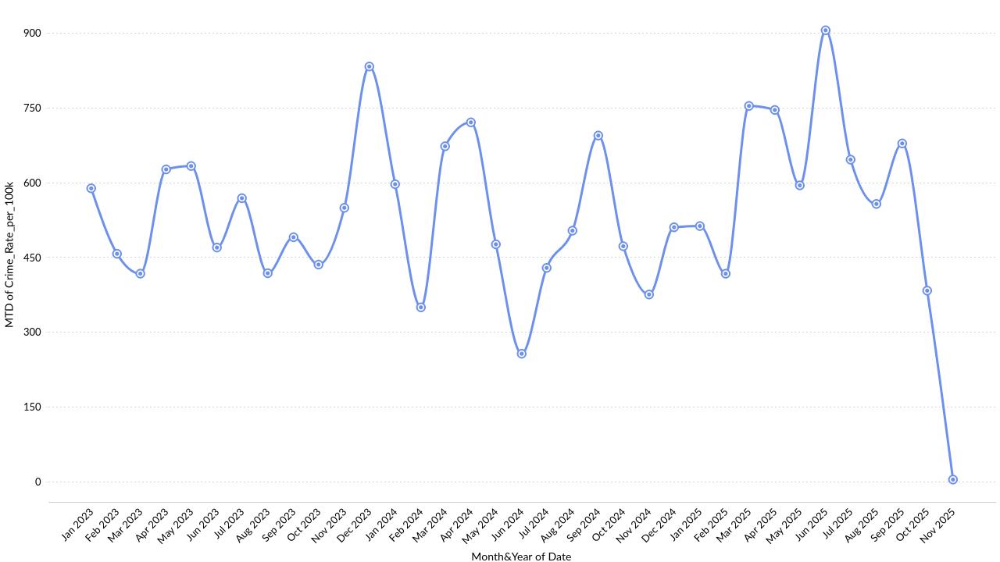 900
750
600
450
300
150
0
MTD of Crime_Rate_per_100k
Jan 2023
Feb 2023
Mar 2023
Apr 2023
May 2023
Jun 2023
Jul 2023
Aug 2023
Sep 2023
Oct 2023
Nov 2023
Dec 2023
Jan 2024
Feb 2024
Mar 2024
Apr 2024
May 2024
Jun 2024
Jul 2024
Aug 2024
Sep 2024
Oct 2024
Nov 2024
Dec 2024
Jan 2025
Feb 2025
Mar 2025
Apr 2025
May 2025
Jun 2025
Jul 2025
Aug 2025
Sep 2025
Oct 2025
Nov 2025
Month&Year of Date